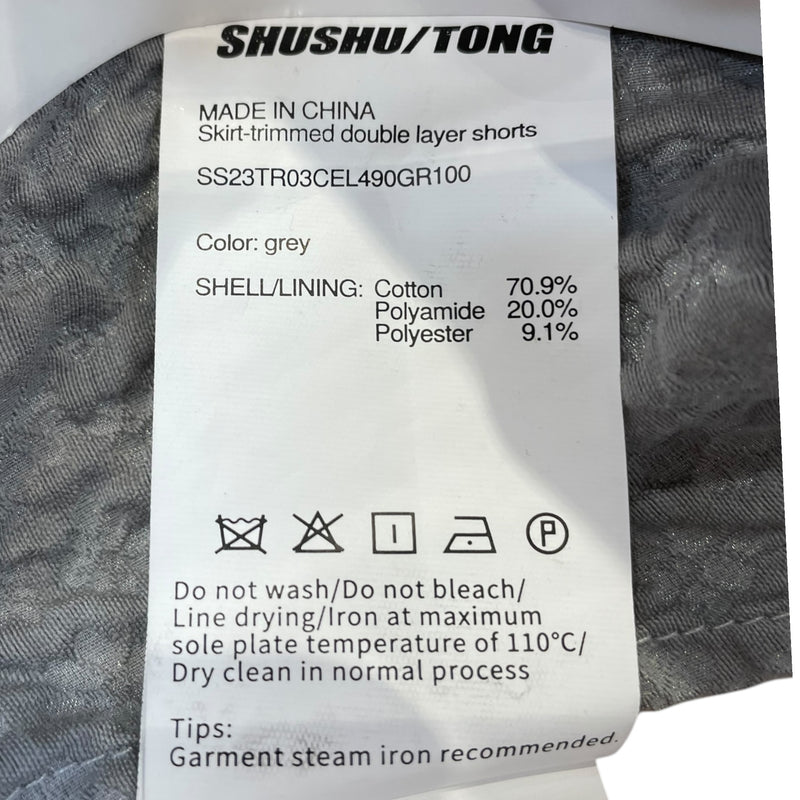 SHUSHU/TONG
MADE IN CHINA
Skirt-trimmed double layer shorts
SS23TR03CEL490GR100
Color: grey
SHELL/LINING: Cotton 70.9%
Polyamide 20.0%
Polyester 9.1%
P
Do not wash/Do not bleach/
Line drying/Iron at maximum
sole plate temperature of 110°C/
Dry clean in normal process
Tips:
Garment steam iron recommended.